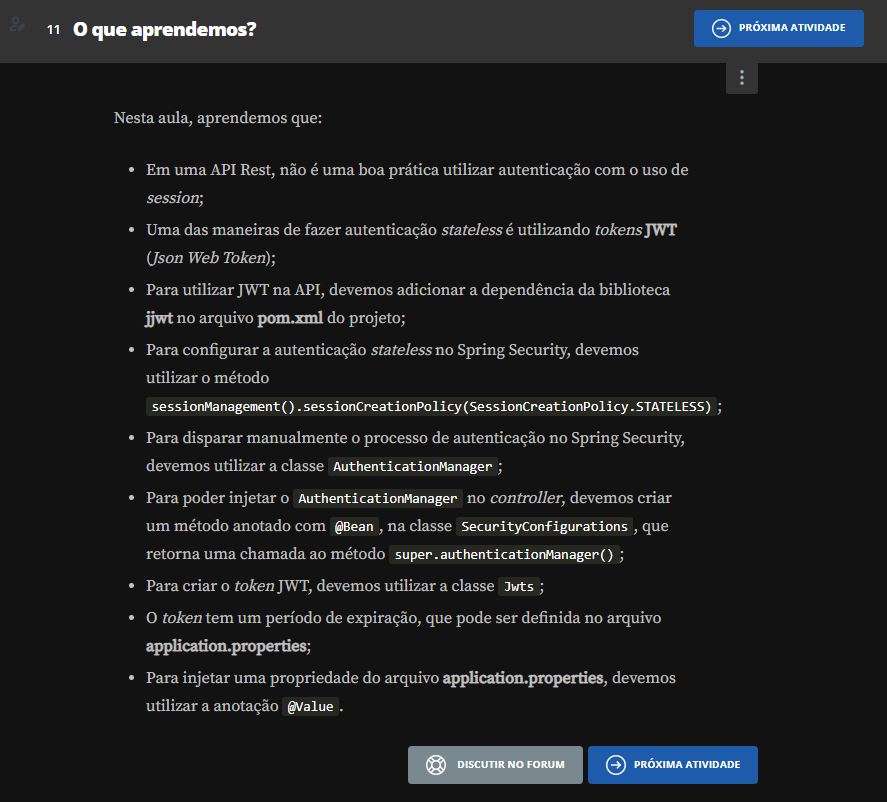 11 O que aprendemos?
PRÓXIMA ATIVIDADE
Nesta aula, aprendemos que:
• Em uma API Rest, não é uma boa prática utilizar autenticação com o uso de
session;
• Uma das maneiras de fazer autenticação stateless é utilizando tokens JWT
(Json Web Token);
• Para utilizar JWT na API, devemos adicionar a dependência da biblioteca
jjwt no arquivo pom.xml do projeto;
• Para configurar a autenticação stateless no Spring Security, devemos
utilizar o método
sessionManagement().sessionCreationPolicy(SessionCreationPolicy.STATELESS) ;
• Para disparar manualmente o processo de autenticação no Spring Security,
devemos utilizar a classe AuthenticationManager ;
• Para poder injetar o AuthenticationManager no controller, devemos criar
um método anotado com @Bean , na classe SecurityConfigurations , que
retorna uma chamada ao método super.authenticationManager() ;
• Para criar o token JWT, devemos utilizar a classe Jwts ;
• O token tem um período de expiração, que pode ser definida no arquivo
application.properties;
• Para injetar uma propriedade do arquivo application.properties, devemos
utilizar a anotação @Value .
DISCUTIR NO FORUM
PRÓXIMA ATIVIDADE